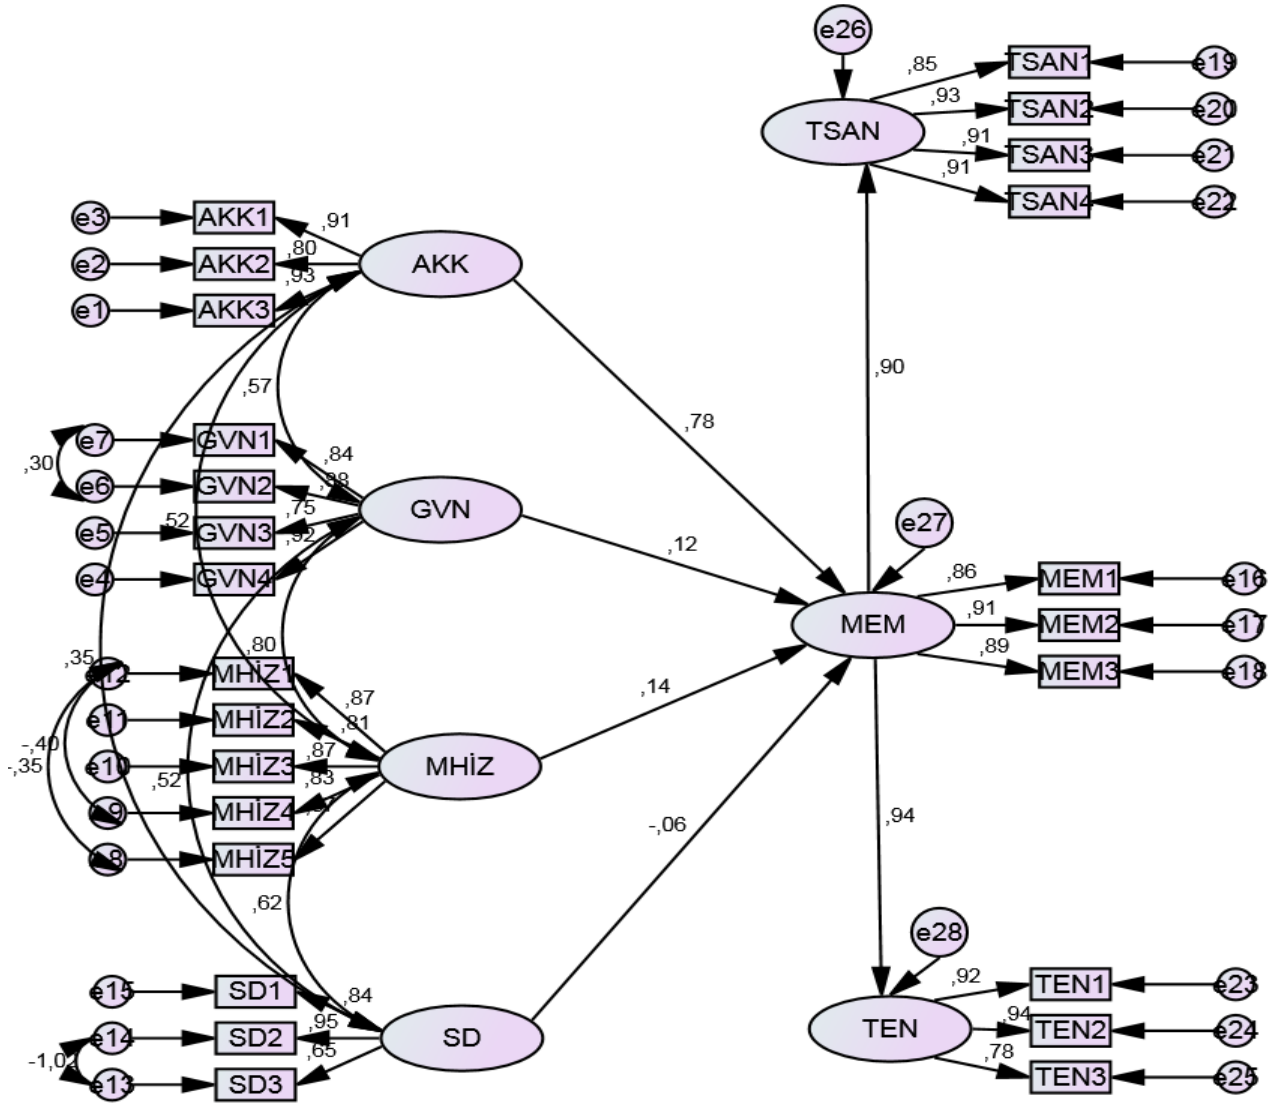 e26
,85
TSAN1
e19
,93
TSAN2
e20
TSAN
,91
TSAN3
e21
,91
TSAN4
e22
e3
AKK1
,91
e2
AKK2
,80
AKK
,93
e1
AKK3
,57
,90
,78
e7
GVN1
,84
,30
e6
GVN2
GVN
,75
e5
,52
GVN3
,92
e4
GVN4
,12
e27
,86
MEM1
e16
MEM
,91
MEM2
e17
,89
MEM3
e18
,80
,35
MHİZ1
,87
,14
e11
MHİZ2
,81
-,40
-,35
e10
MHİZ3
,87
MHİZ
,52
,83
MHİZ4
MHİZ5
-,06
,94
,62
e28
e15
SD1
,84
,92
TEN1
e23
e14
SD2
,95
SD
TEN
,94
TEN2
e24
,65
e13
SD3
,78
TEN3
e25